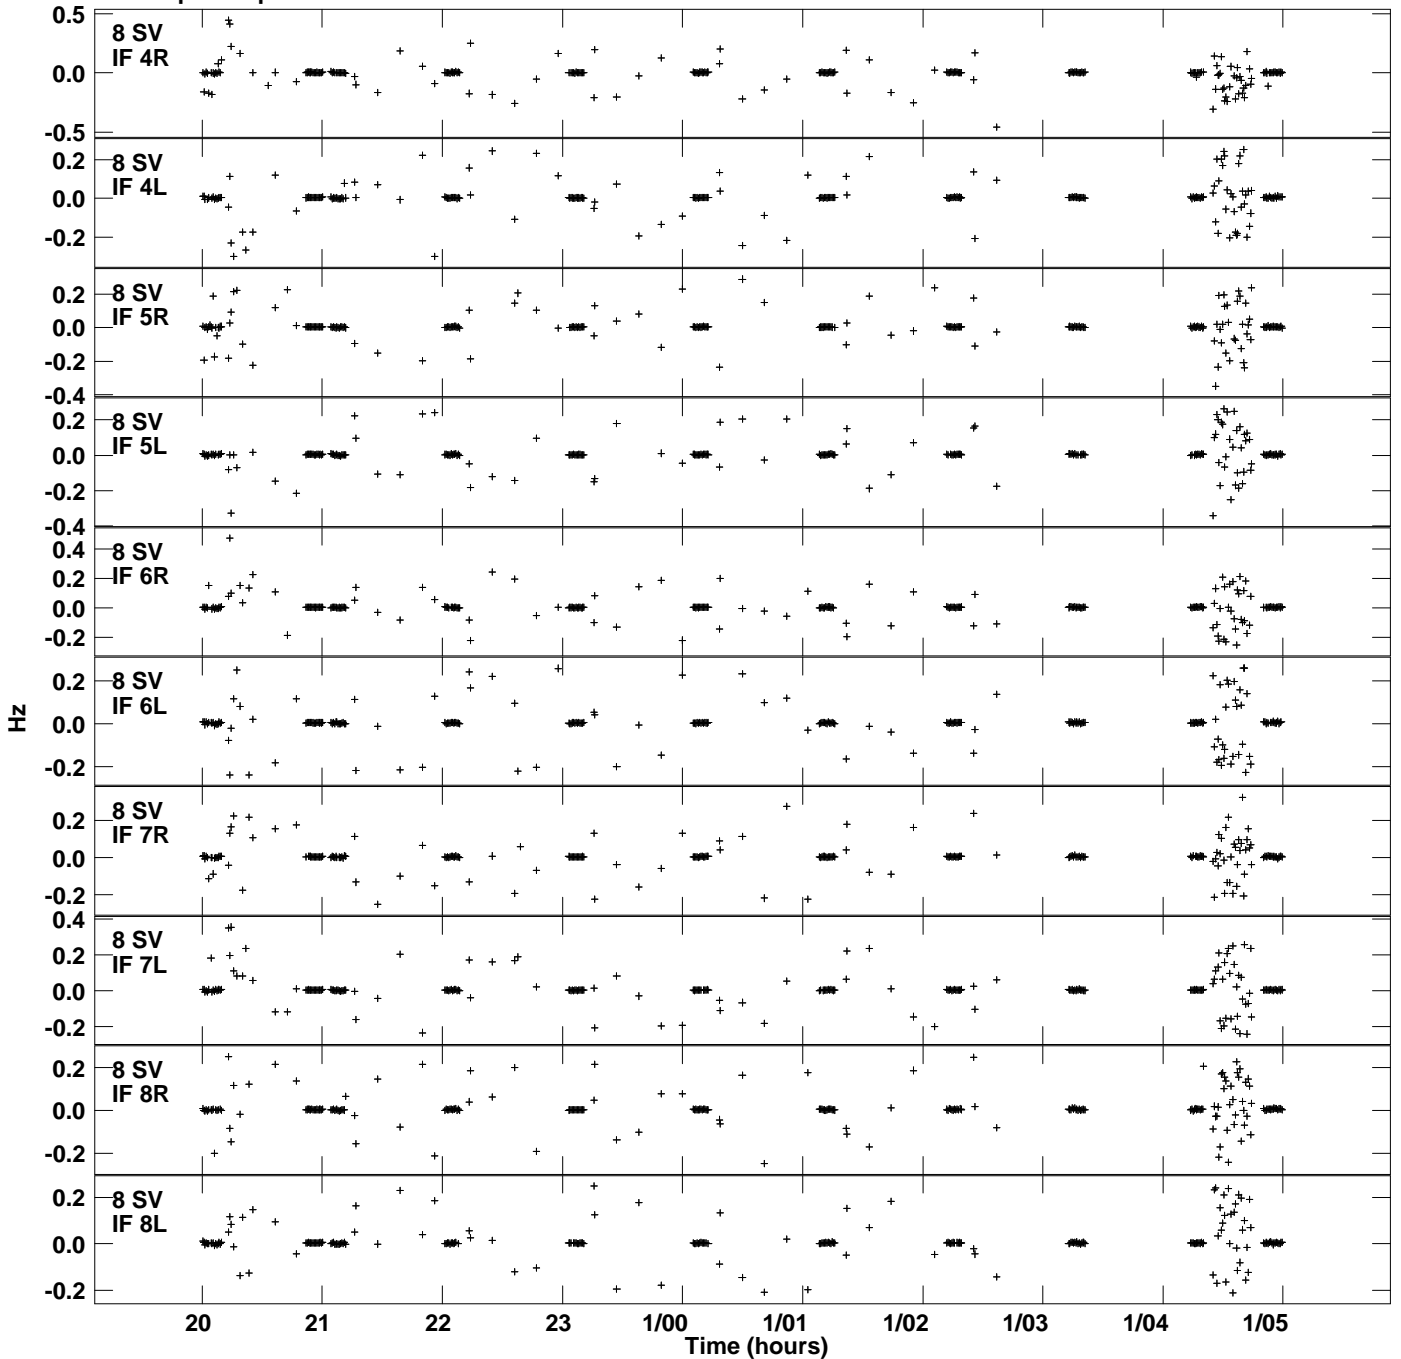 0.5
8 SV
IF 4R
0.0
-0.5
8 SV
0.2
IF 4L
0.0
-0.2
8 SV
0.2
IF 5R
0.0
-0.2
-0.4
8 SV
0.2
IF 5L
0.0
-0.2
-0.4
8 SV
0.4
IF 6R
0.2
0.0
-0.2
8 SV
0.2
IF 6L
0.0
-0.2
Hz
8 SV
0.2
IF 7R
0.0
-0.2
0.4
8 SV
0.2
IF 7L
0.0
-0.2
8 SV
0.2
IF 8R
0.0
-0.2
8 SV
0.2
IF 8L
0.0
-0.2
20 21 22 23 1/00 1/01 1/02 1/03 1/04 1/05
Time (hours)